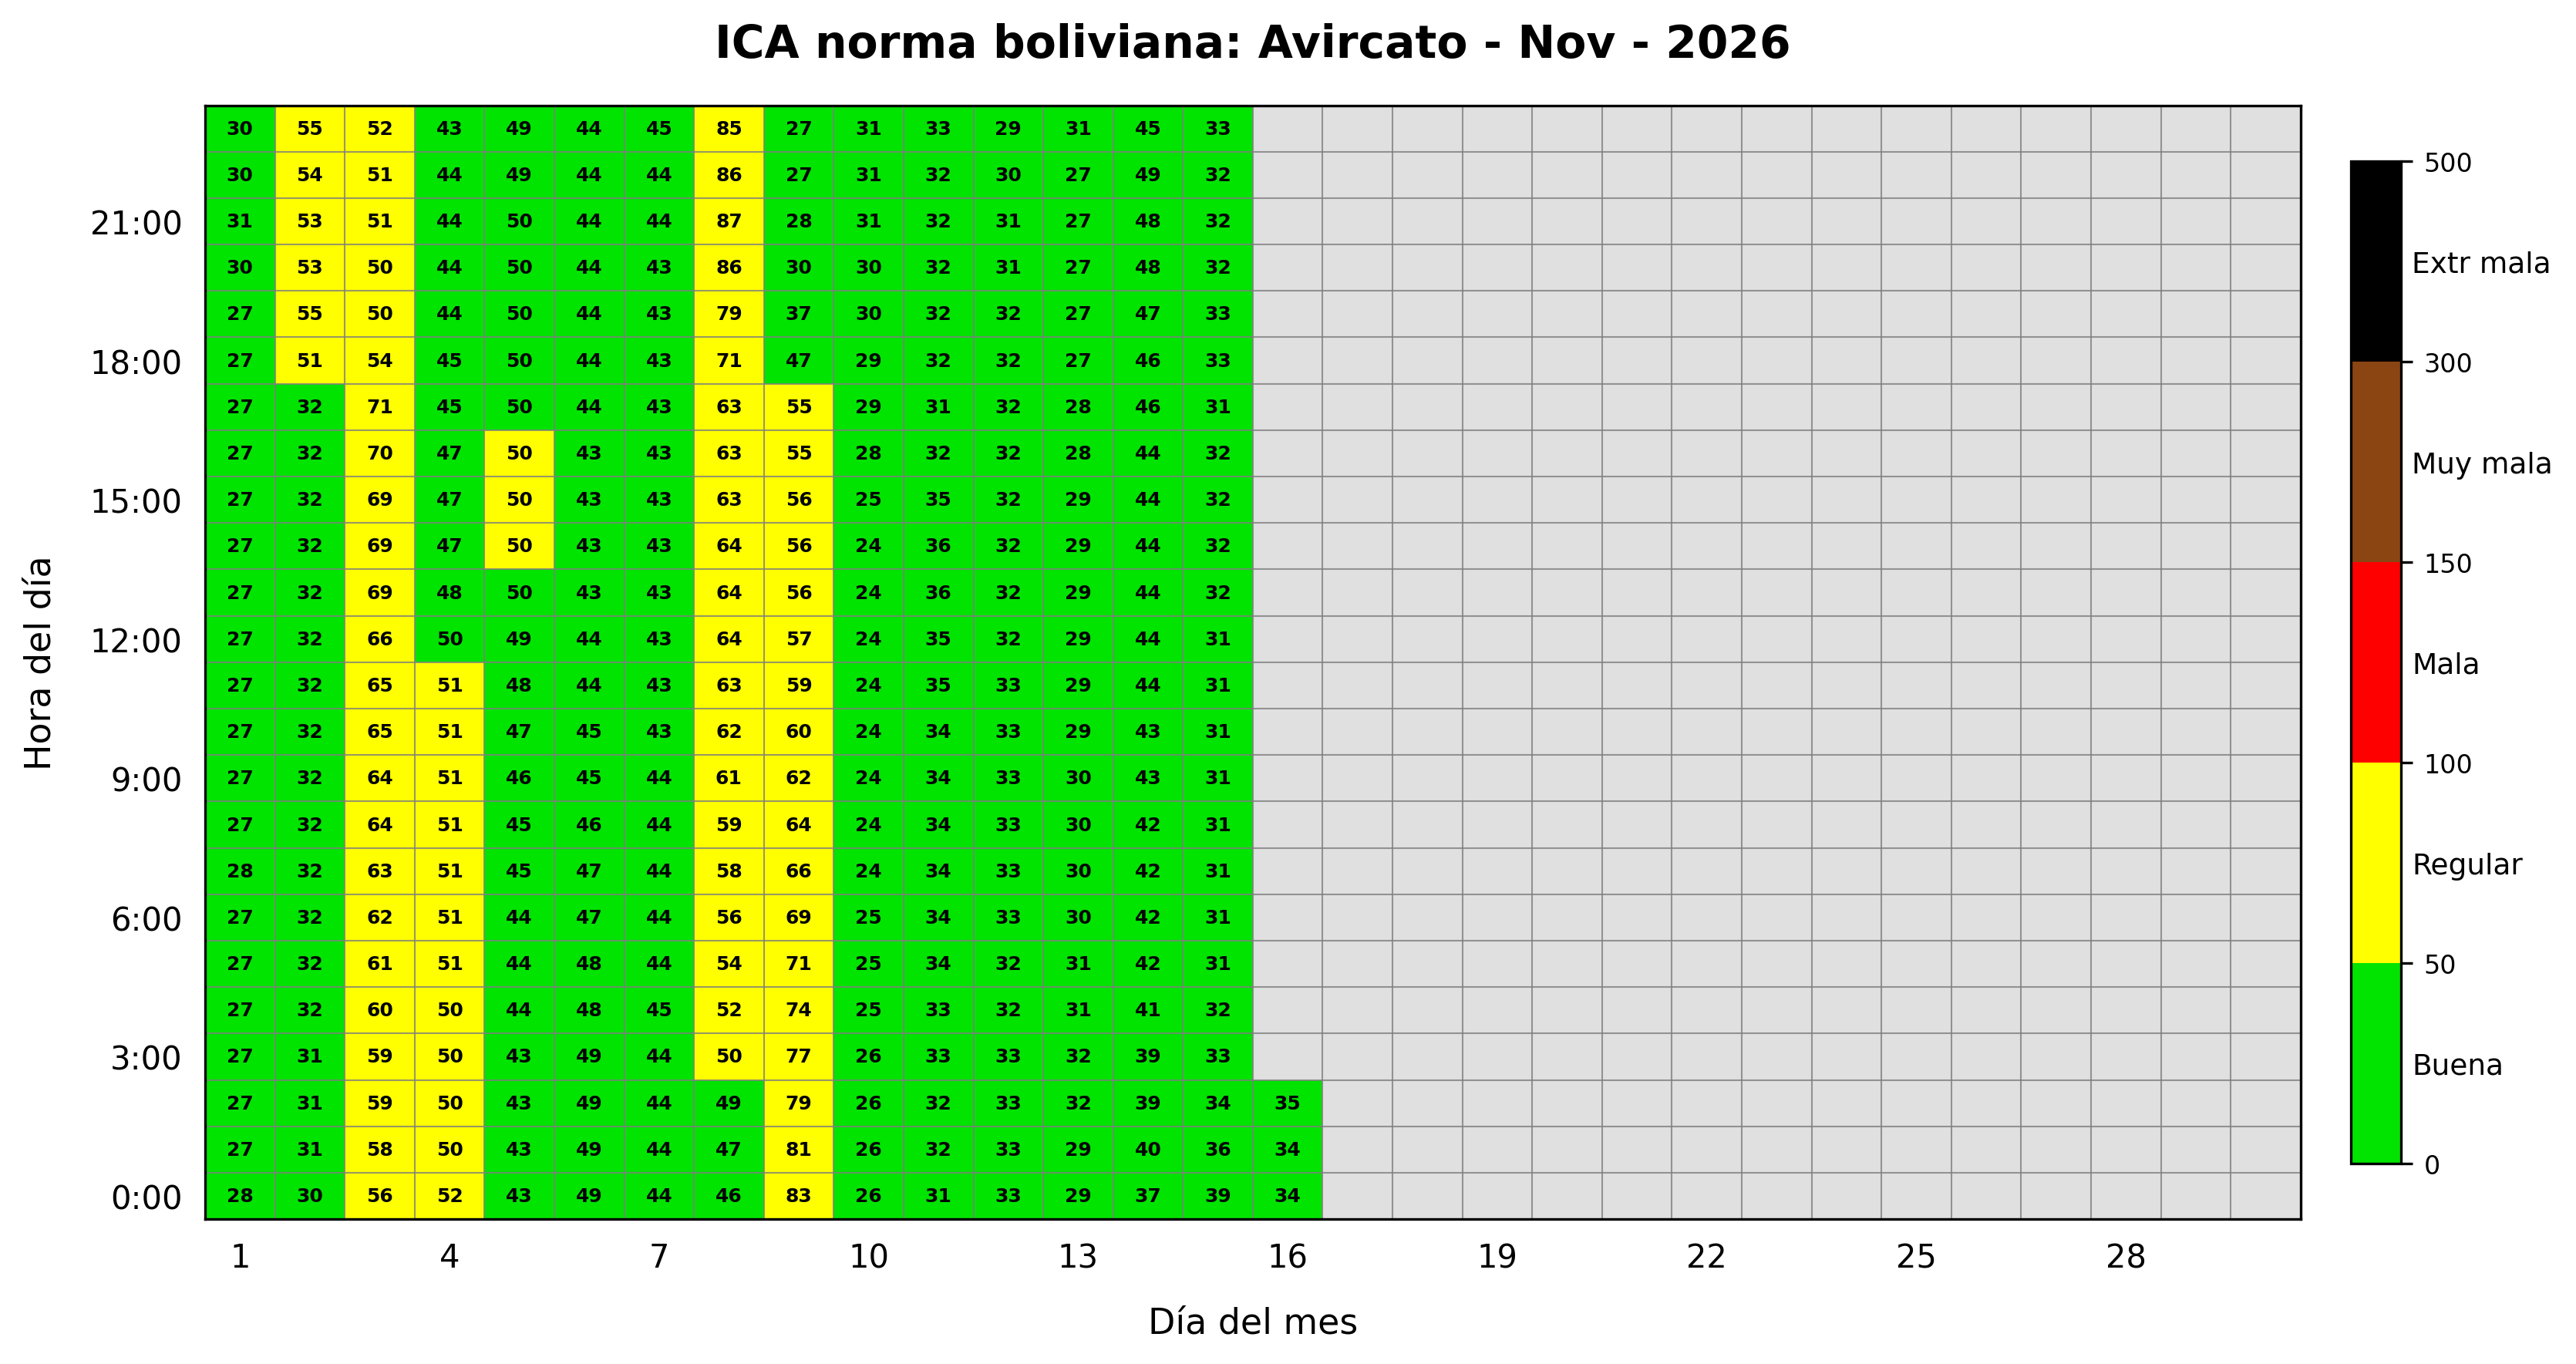 ICA norma boliviana: Avircato - Nov - 2026
30 55 52 43 49 44 45 85 27 31 33 29 31 45 33
30 54 51 44 49 44 44 86 27 31 32 30 27 49 32
21:00 31 53 51 44 50 44 44 87 28 31 32 31 27 48 32
30 53 50 44 50 44 43 86 30 30 32 31 27 48 32
27 55 50 44 50 44 43 79 37 30 32 32 27 47 33
18:00 27 51 54 45 50 44 43 71 47 29 32 32 27 46 33
27 32 71 45 50 44 43 63 55 29 31 32 28 46 31
27 32 70 47 50 43 43 63 55 28 32 32 28 44 32
15:00 27 32 69 47 50 43 43 63 56 25 35 32 29 44 32
27 32 69 47 50 43 43 64 56 24 36 32 29 44 32
27 32 69 48 50 43 43 64 56 24 36 32 29 44 32
12:00 27 32 66 50 49 44 43 64 57 24 35 32 29 44 31
27 32 65 51 48 44 43 63 59 24 35 33 29 44 31
27 32 65 51 47 45 43 62 60 24 34 33 29 43 31
9:00 27 32 64 51 46 45 44 61 62 24 34 33 30 43 31
27 32 64 51 45 46 44 59 64 24 34 33 30 42 31
28 32 63 51 45 47 44 58 66 24 34 33 30 42 31
6:00 27 32 62 51 44 47 44 56 69 25 34 33 30 42 31
27 32 61 51 44 48 44 54 71 25 34 32 31 42 31
27 32 60 50 44 48 45 52 74 25 33 32 31 41 32
3:00 27 31 59 50 43 49 44 50 77 26 33 33 32 39 33
27 31 59 50 43 49 44 49 79 26 32 33 32 39 34 35
27 31 58 50 43 49 44 47 81 26 32 33 29 40 36 34
0:00 28 30 56 52 43 49 44 46 83 26 31 33 29 37 39 34
1 4 7 10 13 16 19 22 25 28
Día del mes
Hora del día
500
Extr mala
300
Muy mala
150
Mala
100
Regular
50
Buena
0